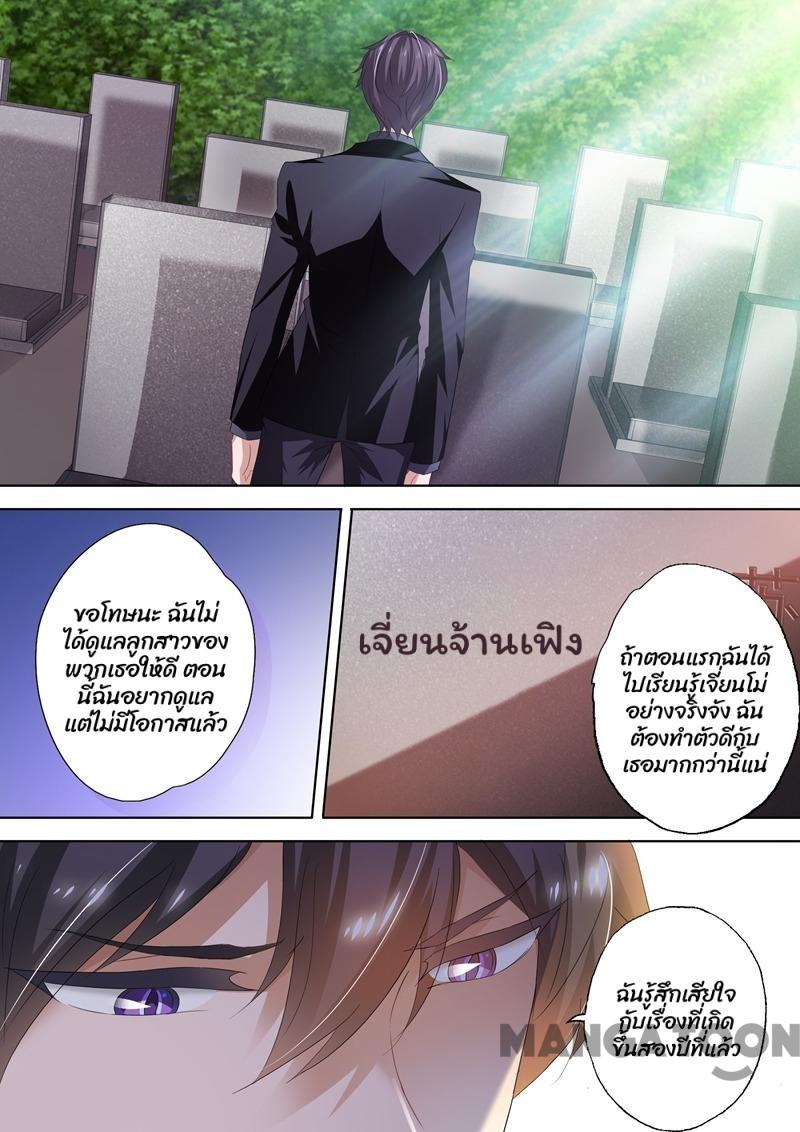 ขอโทษนะ ฉันไม่
ได้ดูแลลูกสาวของ
พวกเธอให้ดี ตอน
นี้ฉันอยากดูแล
แต่ไม่มีโอกาสแล้ว
เจี่ยนจ้านเฟิง
ถ้าตอนแรกฉันได้
ไปเรียนรู้เจี่ยนโม่
อย่างจริงจัง ฉัน
ต้องทำตัวดีกับ
เธอมากกว่านี้แน่
ฉันรู้สึกเสียใจ
กับเรื่องที่เกิด
ขึ้นสองปีที่แล้ว
MANGATOON